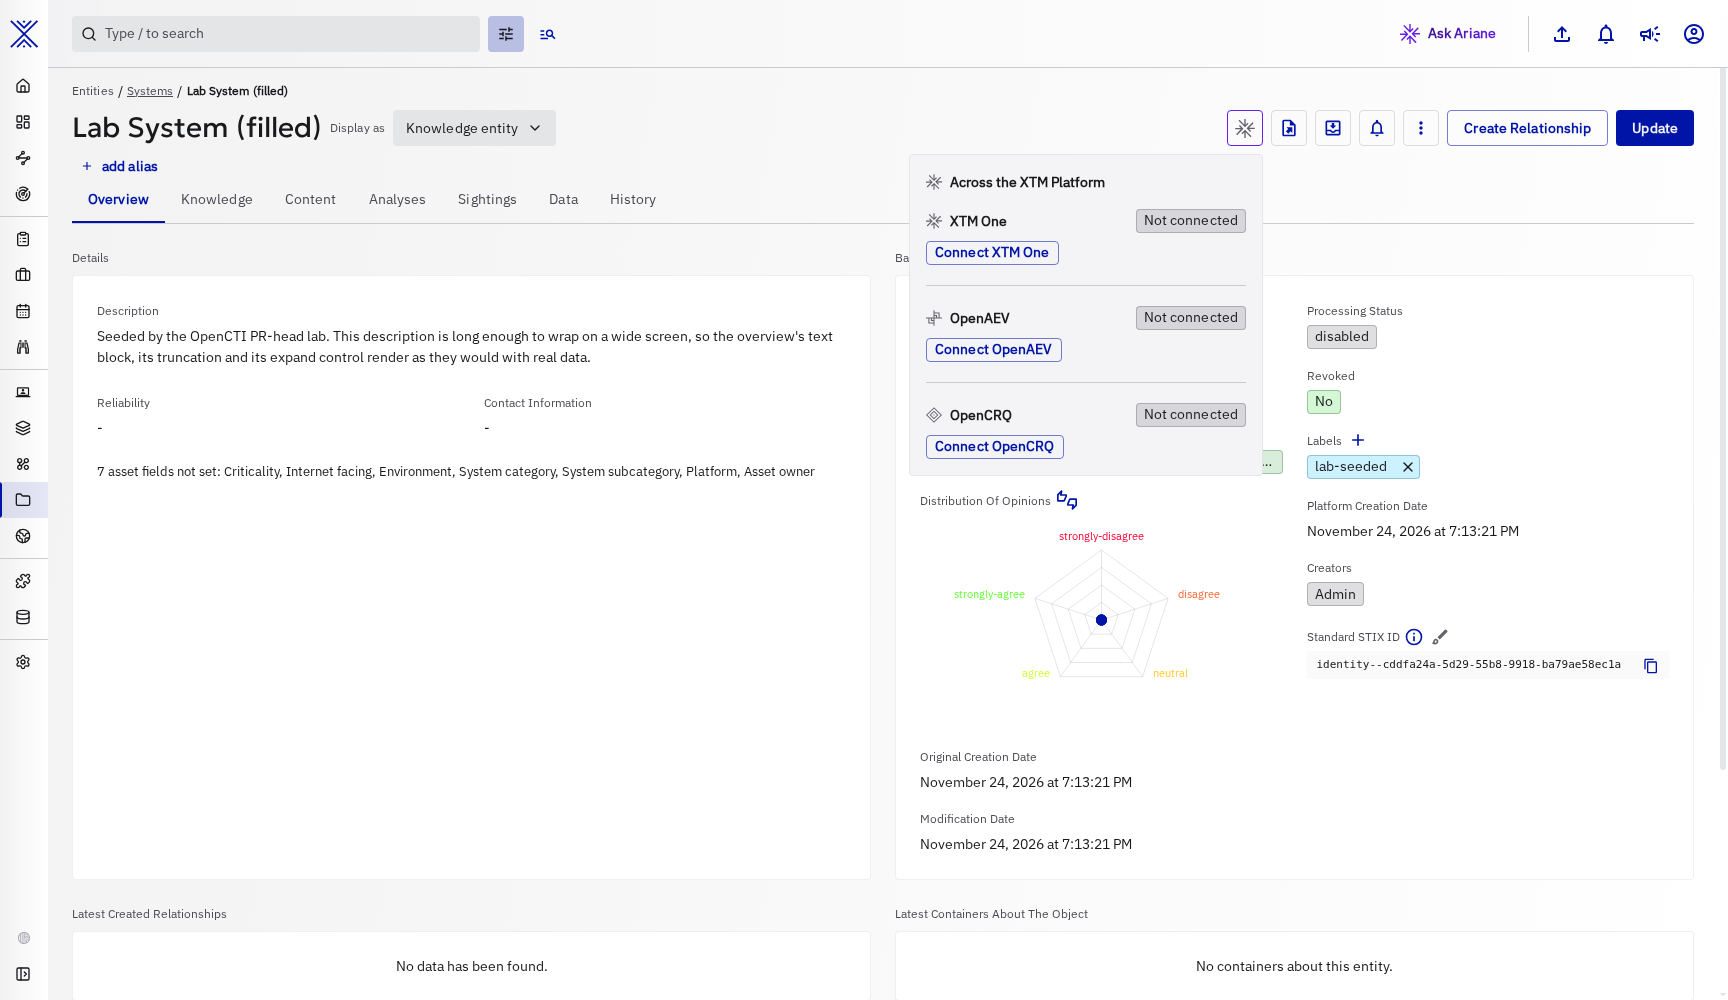 Type / to search
Ask Ariane
Entities / Systems / Lab System (filled)
Lab System (filled)
Display as
Knowledge entity
Create Relationship
Update
+ add alias
Overview
Knowledge
Content
Analyses
Sightings
Data
History
Across the XTM Platform
XTM One
Not connected
Connect XTM One
OpenAEV
Not connected
Connect OpenAEV
OpenCRQ
Not connected
Connect OpenCRQ
Details
Description
Seeded by the OpenCTI PR-head lab. This description is long enough to wrap on a wide screen, so the overview's text
block, its truncation and its expand control render as they would with real data.
Reliability
-
Contact Information
-
7 asset fields not set: Criticality, Internet facing, Environment, System category, System subcategory, Platform, Asset owner
Ba
...
Distribution Of Opinions
strongly-disagree
strongly-agree
disagree
agree
neutral
Original Creation Date
November 24, 2026 at 7:13:21 PM
Modification Date
November 24, 2026 at 7:13:21 PM
Processing Status
disabled
Revoked
No
Labels
lab-seeded
Platform Creation Date
November 24, 2026 at 7:13:21 PM
Creators
Admin
Standard STIX ID
identity--cddfa24a-5d29-55b8-9918-ba79ae58ec1a
Latest Created Relationships
No data has been found.
Latest Containers About The Object
No containers about this entity.